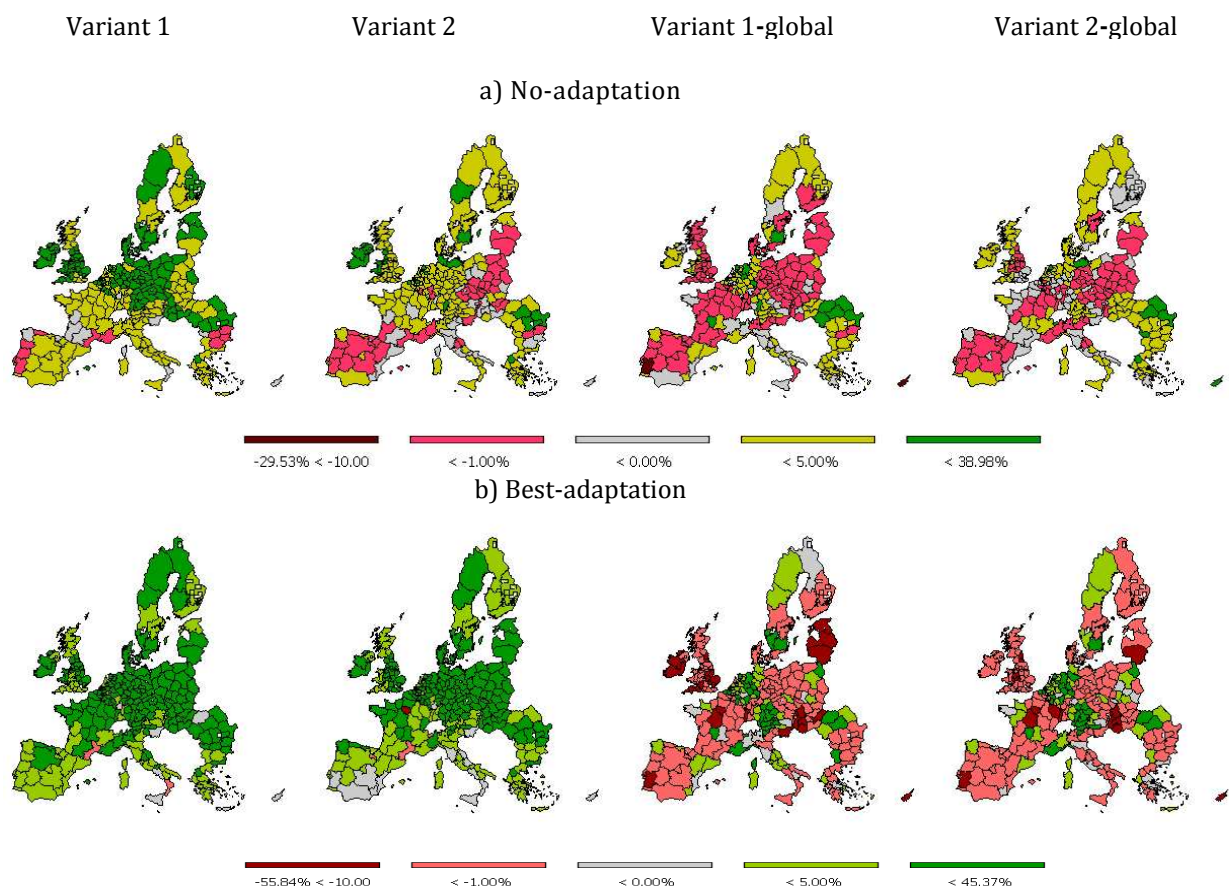 Variant 1 Variant 2 Variant 1-global Variant 2-global
a) No-adaptation
-29.53% < -10.00 < -1.00% < 0.00% < 5.00% < 38.98%
b) Best-adaptation
-55.84% < -10.00 < -1.00% < 0.00% < 5.00% < 45.37%